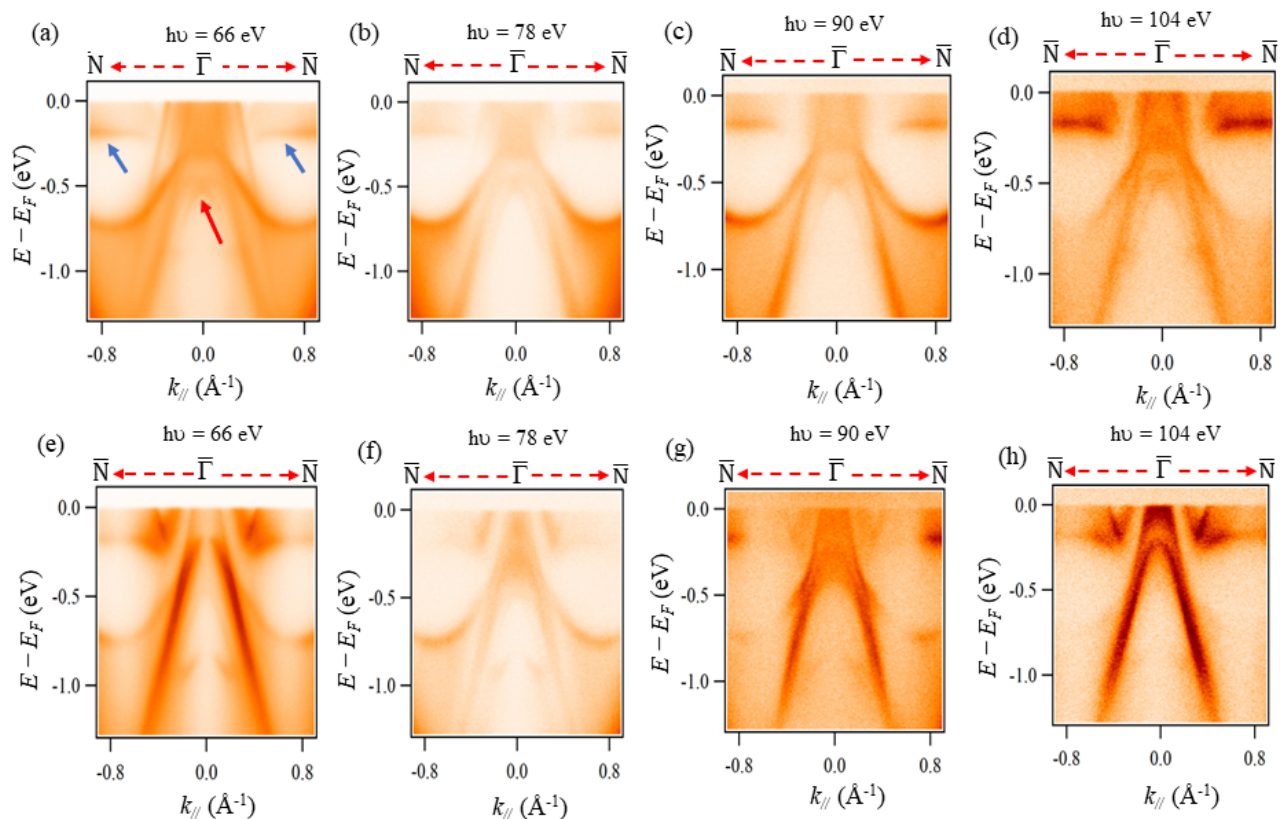 (a) hυ = 66 eV (b) hυ = 78 eV (c) hυ = 90 eV (d) hυ = 104 eV
N̄ Γ̄ N̄ N̄ Γ̄ N̄ N̄ Γ̄ N̄ N̄ Γ̄ N̄
E − E_F (eV) 0.0 -0.5 -1.0 E − E_F (eV) 0.0 -0.5 -1.0 E − E_F (eV) 0.0 -0.5 -1.0 E − E_F (eV) 0.0 -0.5 -1.0
-0.8 0.0 0.8 -0.8 0.0 0.8 -0.8 0.0 0.8 -0.8 0.0 0.8
k// (Å⁻¹) k// (Å⁻¹) k// (Å⁻¹) k// (Å⁻¹)
(e) hυ = 66 eV (f) hυ = 78 eV (g) hυ = 90 eV (h) hυ = 104 eV
N̄ Γ̄ N̄ N̄ Γ̄ N̄ N̄ Γ̄ N̄ N̄ Γ̄ N̄
E − E_F (eV) 0.0 -0.5 -1.0 E − E_F (eV) 0.0 -0.5 -1.0 E − E_F (eV) 0.0 -0.5 -1.0 E − E_F (eV) 0.0 -0.5 -1.0
-0.8 0.0 0.8 -0.8 0.0 0.8 -0.8 0.0 0.8 -0.8 0.0 0.8
k// (Å⁻¹) k// (Å⁻¹) k// (Å⁻¹) k// (Å⁻¹)